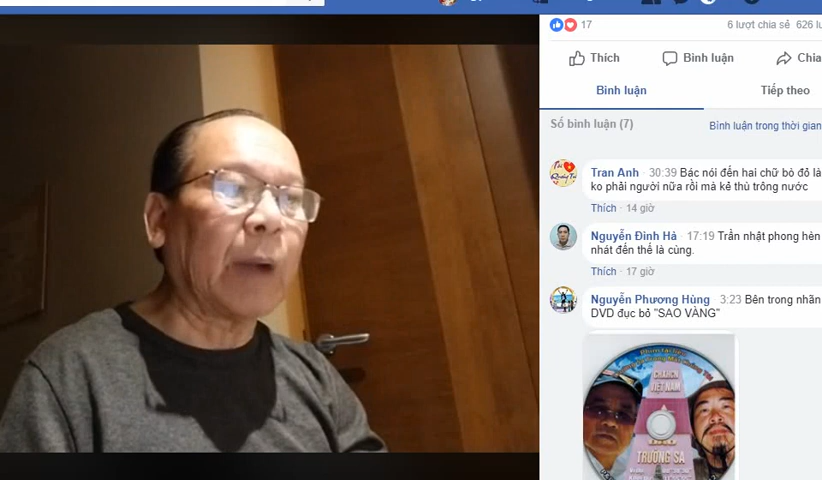 17
6 lượt chia sẻ 626 lư
Thích
Bình luận
Chia
Bình luận
Tiếp theo
Số bình luận (7)
Bình luận trong thời gian
Tran Anh · 30:39 Bác nói đến hai chữ bò đỏ là
ko phải người nữa rồi mà kẻ thù trông nước
Thích · 14 giờ
Nguyễn Đình Hà · 17:19 Trần nhật phong hèn
nhát đến thế là cùng.
Thích · 17 giờ
Nguyễn Phương Hùng · 3:23 Bên trong nhãn
DVD đục bỏ "SAO VÀNG"
CHXHCN
VIỆT NAM
TRƯỜNG SA